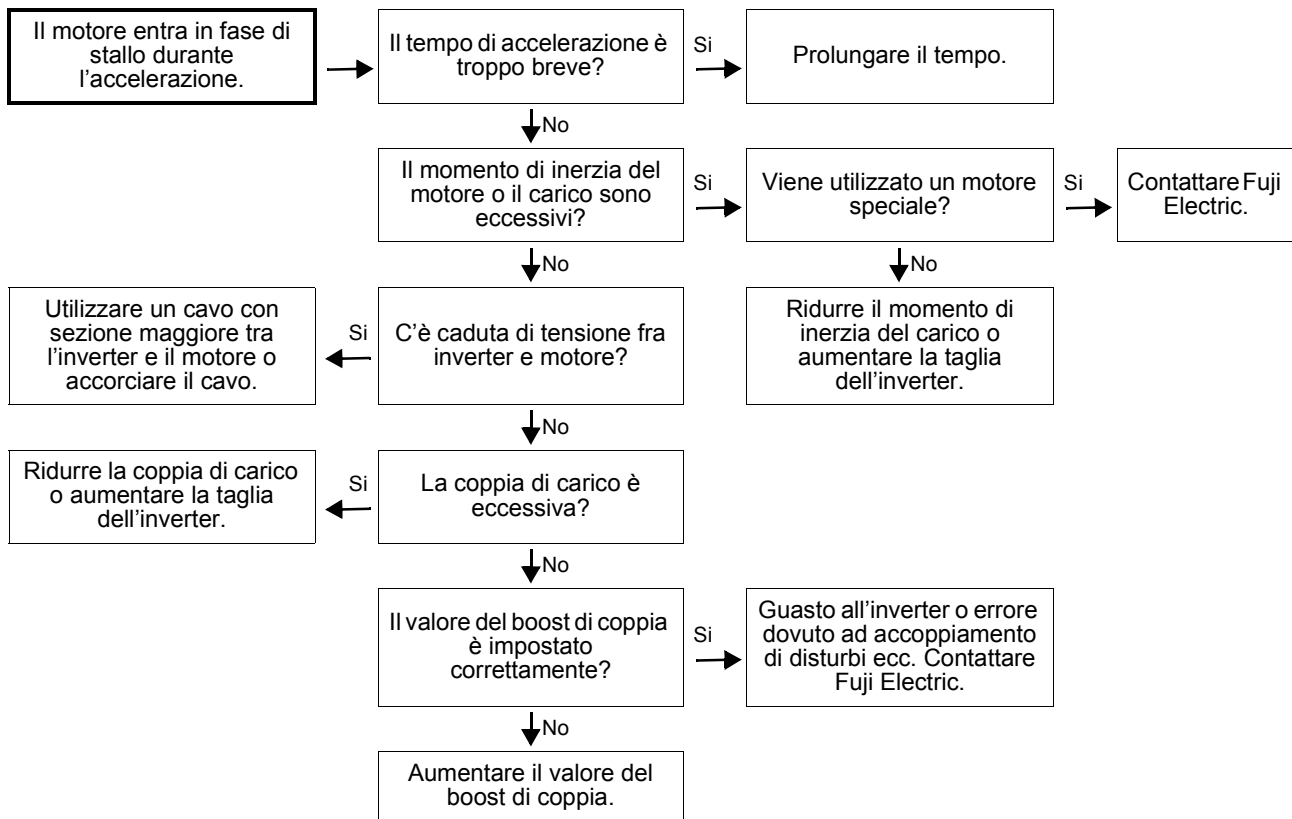 Il motore entra in fase di
stallo durante
l’accelerazione.
Il tempo di accelerazione è
troppo breve?
Si
Prolungare il tempo.
No
Il momento di inerzia del
motore o il carico sono
eccessivi?
Si
Viene utilizzato un motore
speciale?
Si
Contattare Fuji
Electric.
No
No
Utilizzare un cavo con
sezione maggiore tra
l’inverter e il motore o
accorciare il cavo.
Si
C’è caduta di tensione fra
inverter e motore?
Ridurre il momento di
inerzia del carico o
aumentare la taglia
dell’inverter.
No
Ridurre la coppia di carico
o aumentare la taglia
dell’inverter.
Si
La coppia di carico è
eccessiva?
No
Il valore del boost di coppia
è impostato
correttamente?
Si
Guasto all’inverter o errore
dovuto ad accoppiamento
di disturbi ecc. Contattare
Fuji Electric.
No
Aumentare il valore del
boost di coppia.